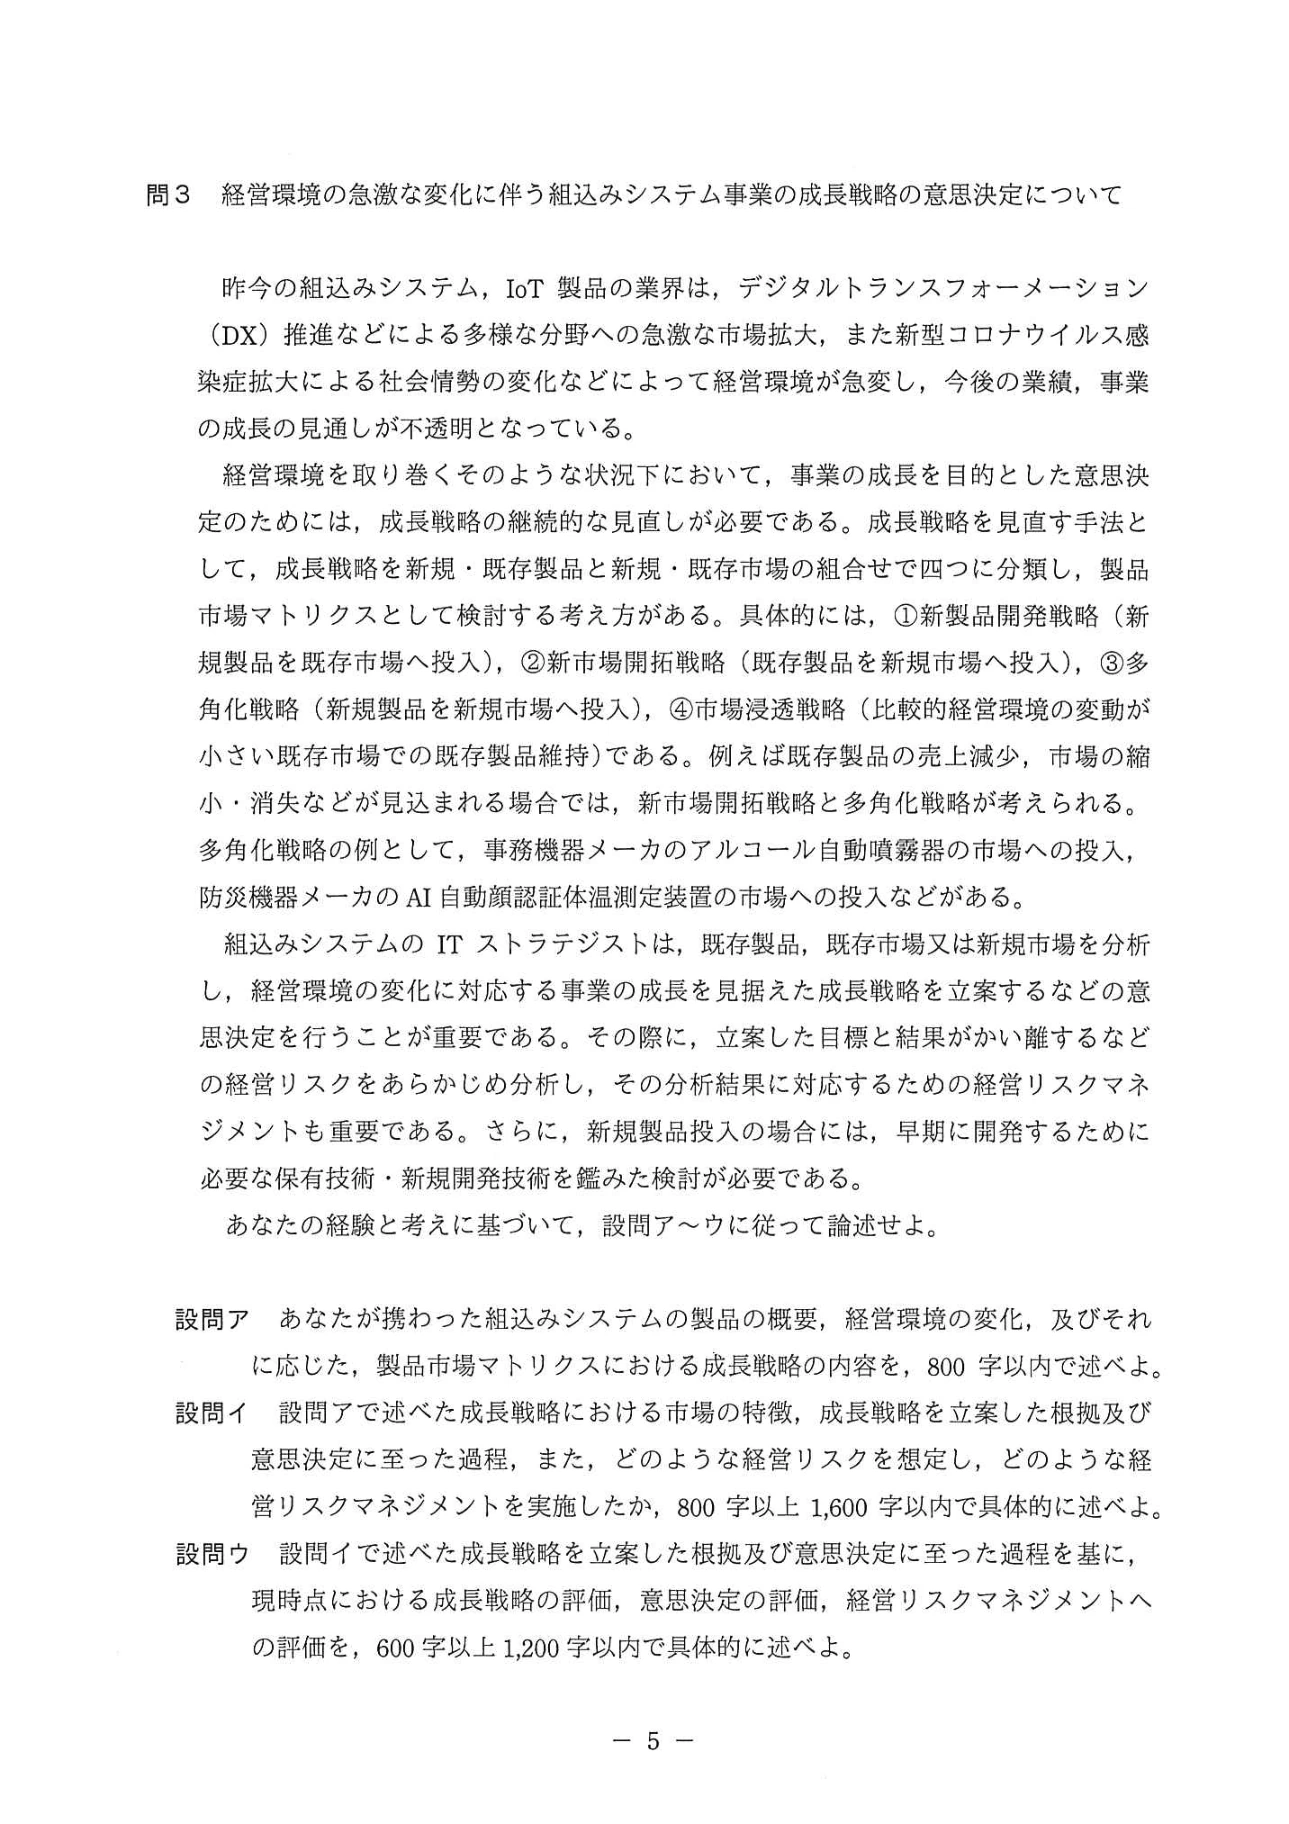 問３　経営環境の急激な変化に伴う組込みシステム事業の成長戦略の意思決定について
昨今の組込みシステム，IoT 製品の業界は，デジタルトランスフォーメーション
（DX）推進などによる多様な分野への急激な市場拡大，また新型コロナウイルス感
染症拡大による社会情勢の変化などによって経営環境が急変し，今後の業績，事業
の成長の見通しが不透明となっている。
経営環境を取り巻くそのような状況下において，事業の成長を目的とした意思決
定のためには，成長戦略の継続的な見直しが必要である。成長戦略を見直す手法と
して，成長戦略を新規・既存製品と新規・既存市場の組合せで四つに分類し，製品
市場マトリクスとして検討する考え方がある。具体的には，①新製品開発戦略（新
規製品を既存市場へ投入），②新市場開拓戦略（既存製品を新規市場へ投入），③多
角化戦略（新規製品を新規市場へ投入），④市場浸透戦略（比較的経営環境の変動が
小さい既存市場での既存製品維持）である。例えば既存製品の売上減少，市場の縮
小・消失などが見込まれる場合では，新市場開拓戦略と多角化戦略が考えられる。
多角化戦略の例として，事務機器メーカのアルコール自動噴霧器の市場への投入，
防災機器メーカの AI 自動顔認証体温測定装置の市場への投入などがある。
組込みシステムの IT ストラテジストは，既存製品，既存市場又は新規市場を分析
し，経営環境の変化に対応する事業の成長を見据えた成長戦略を立案するなどの意
思決定を行うことが重要である。その際に，立案した目標と結果がかい離するなど
の経営リスクをあらかじめ分析し，その分析結果に対応するための経営リスクマネ
ジメントも重要である。さらに，新規製品投入の場合には，早期に開発するために
必要な保有技術・新規開発技術を鑑みた検討が必要である。
あなたの経験と考えに基づいて，設問ア～ウに従って論述せよ。
設問ア　あなたが携わった組込みシステムの製品の概要，経営環境の変化，及びそれ
に応じた，製品市場マトリクスにおける成長戦略の内容を，800 字以内で述べよ。
設問イ　設問アで述べた成長戦略における市場の特徴，成長戦略を立案した根拠及び
意思決定に至った過程，また，どのような経営リスクを想定し，どのような経
営リスクマネジメントを実施したか，800 字以上 1,600 字以内で具体的に述べよ。
設問ウ　設問イで述べた成長戦略を立案した根拠及び意思決定に至った過程を基に，
現時点における成長戦略の評価，意思決定の評価，経営リスクマネジメントへ
の評価を，600 字以上 1,200 字以内で具体的に述べよ。
－ 5 －